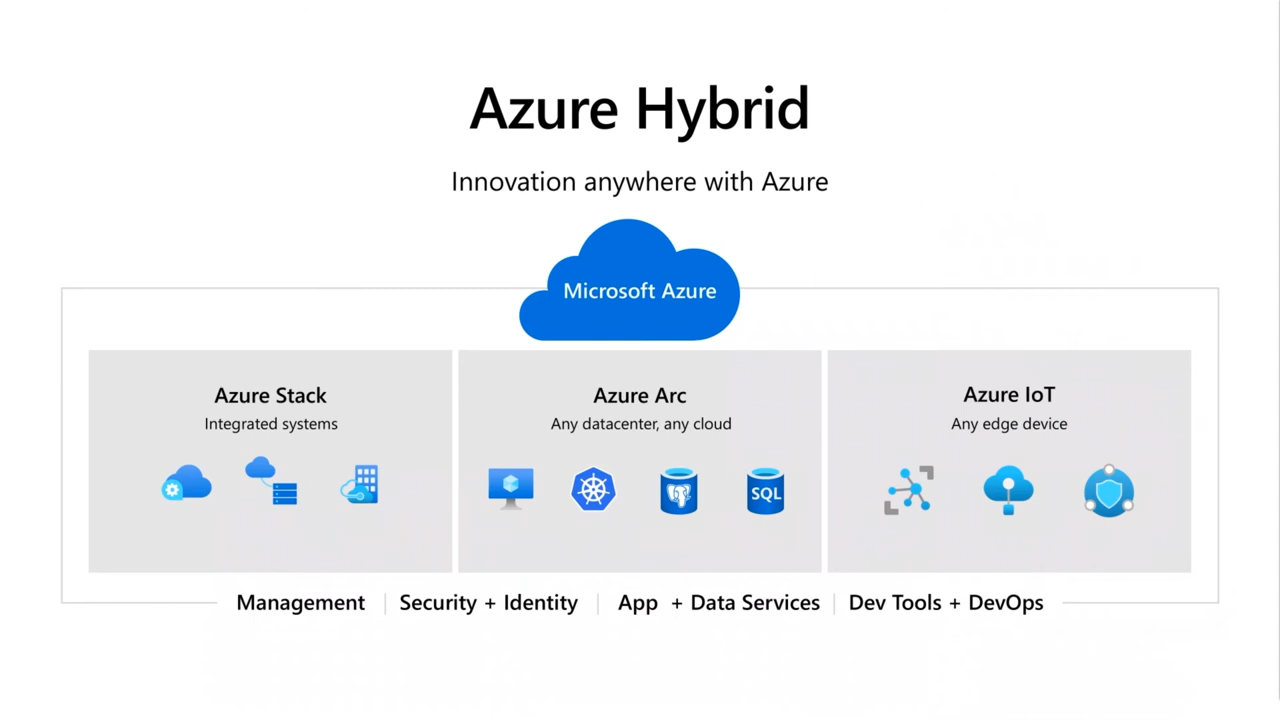 Azure Hybrid
Innovation anywhere with Azure
Microsoft Azure
Azure Stack
Integrated systems
Azure Arc
Any datacenter, any cloud
SQL
Azure IoT
Any edge device
Management | Security + Identity | App + Data Services | Dev Tools + DevOps